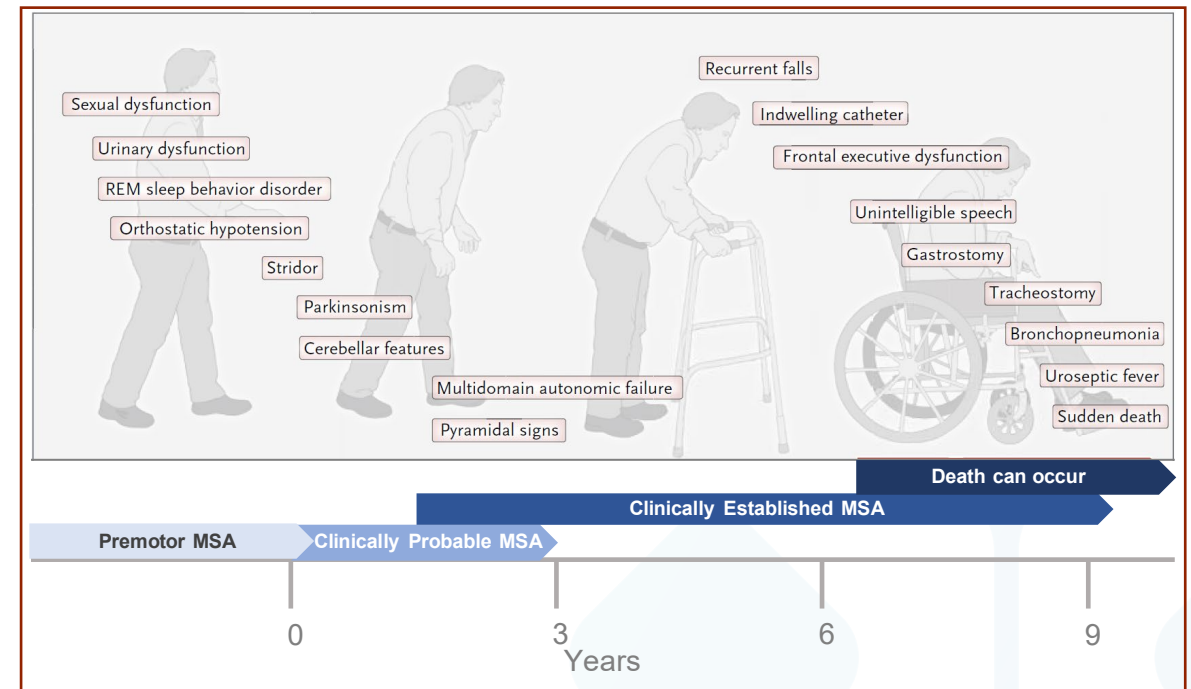 Sexual dysfunction
Urinary dysfunction
REM sleep behavior disorder
Orthostatic hypotension
Stridor
Parkinsonism
Cerebellar features
Multidomain autonomic failure
Pyramidal signs
Recurrent falls
Indwelling catheter
Frontal executive dysfunction
Unintelligible speech
Gastrostomy
Tracheostomy
Bronchopneumonia
Uroseptic fever
Sudden death
Death can occur
Clinically Established MSA
Premotor MSA
Clinically Probable MSA
0
3
6
9
Years